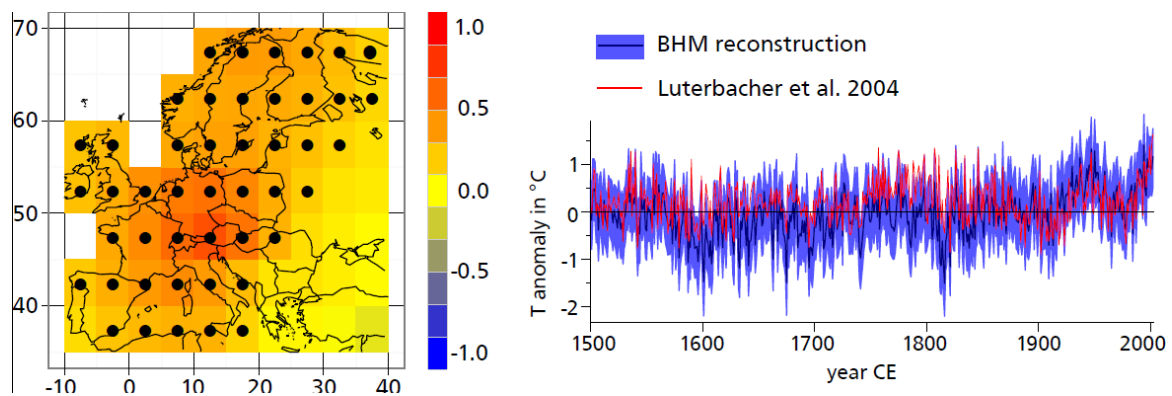 70
60
50
40
-10 0 10 20 30 40
1.0
0.5
0.0
-0.5
-1.0
BHM reconstruction
Luterbacher et al. 2004
T anomaly in °C
1
0
-1
-2
1500 1600 1700 1800 1900 2000
year CE